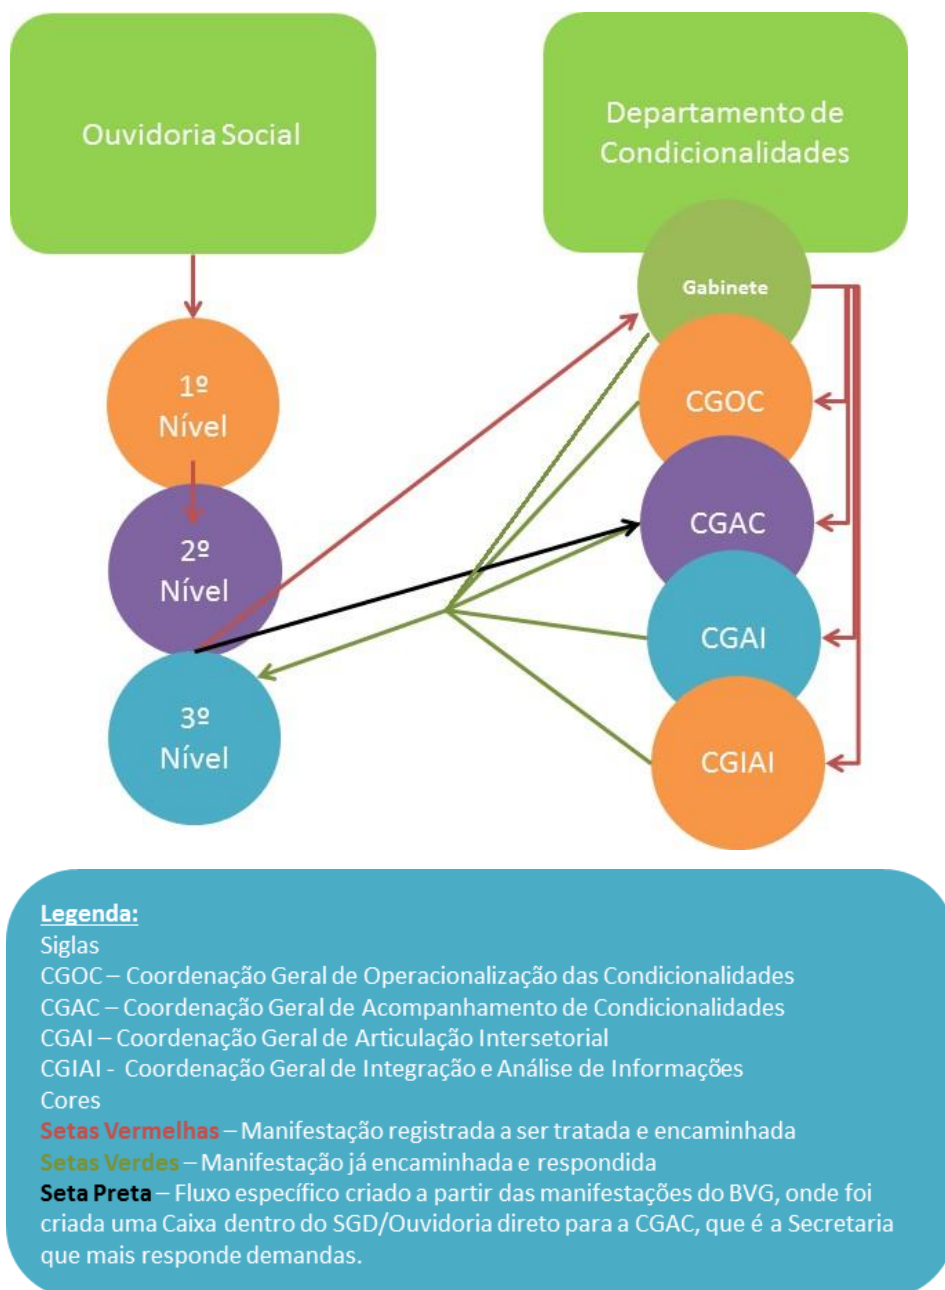 Ouvidoria Social
Departamento de
Condicionalidades
Gabinete
1º
Nível
CGOC
2º
Nível
CGAC
CGAI
3º
Nível
CGIAI
Legenda:
Siglas
CGOC – Coordenação Geral de Operacionalização das Condicionalidades
CGAC – Coordenação Geral de Acompanhamento de Condicionalidades
CGAI – Coordenação Geral de Articulação Intersetorial
CGIAI - Coordenação Geral de Integração e Análise de Informações
Cores
Setas Vermelhas – Manifestação registrada a ser tratada e encaminhada
Setas Verdes – Manifestação já encaminhada e respondida
Seta Preta – Fluxo específico criado a partir das manifestações do BVG, onde foi
criada uma Caixa dentro do SGD/Ouvidoria direto para a CGAC, que é a Secretaria
que mais responde demandas.